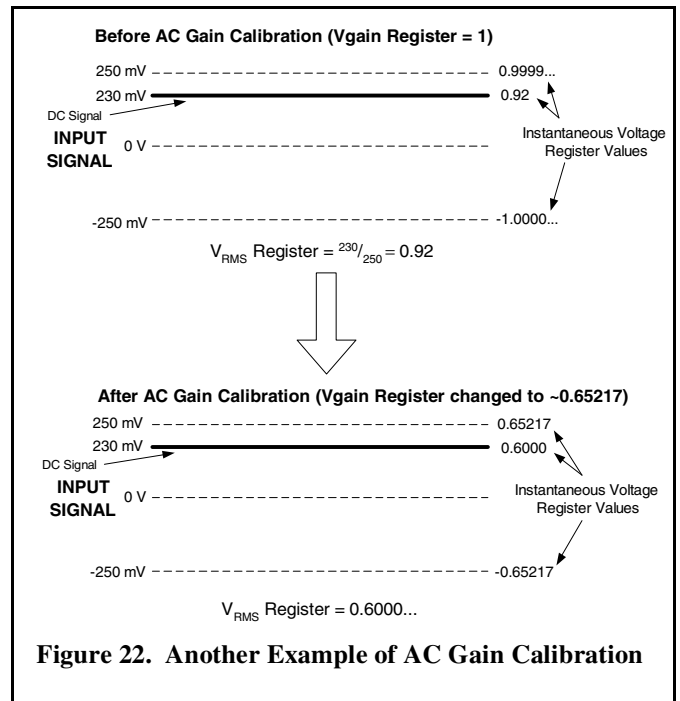 Before AC Gain Calibration (Vgain Register = 1)
250 mV 0.9999...
230 mV 0.92
DC Signal
INPUT
SIGNAL
0 V
Instantaneous Voltage
Register Values
-250 mV -1.0000...
VRMS Register = 230/250 = 0.92
After AC Gain Calibration (Vgain Register changed to ~0.65217)
250 mV 0.65217
230 mV 0.6000
DC Signal
INPUT
SIGNAL
0 V
Instantaneous Voltage
Register Values
-250 mV -0.65217
VRMS Register = 0.6000...
Figure 22. Another Example of AC Gain Calibration